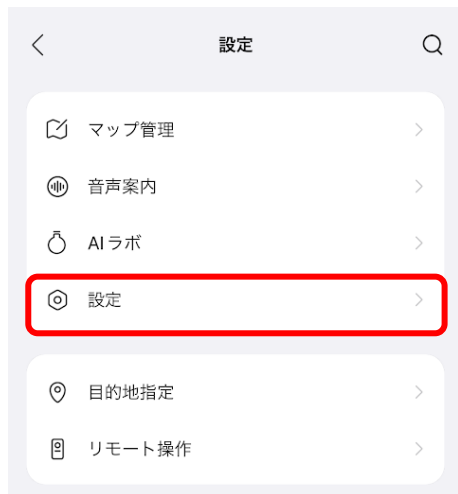 設定
マップ管理
音声案内
AIラボ
設定
目的地指定
リモート操作